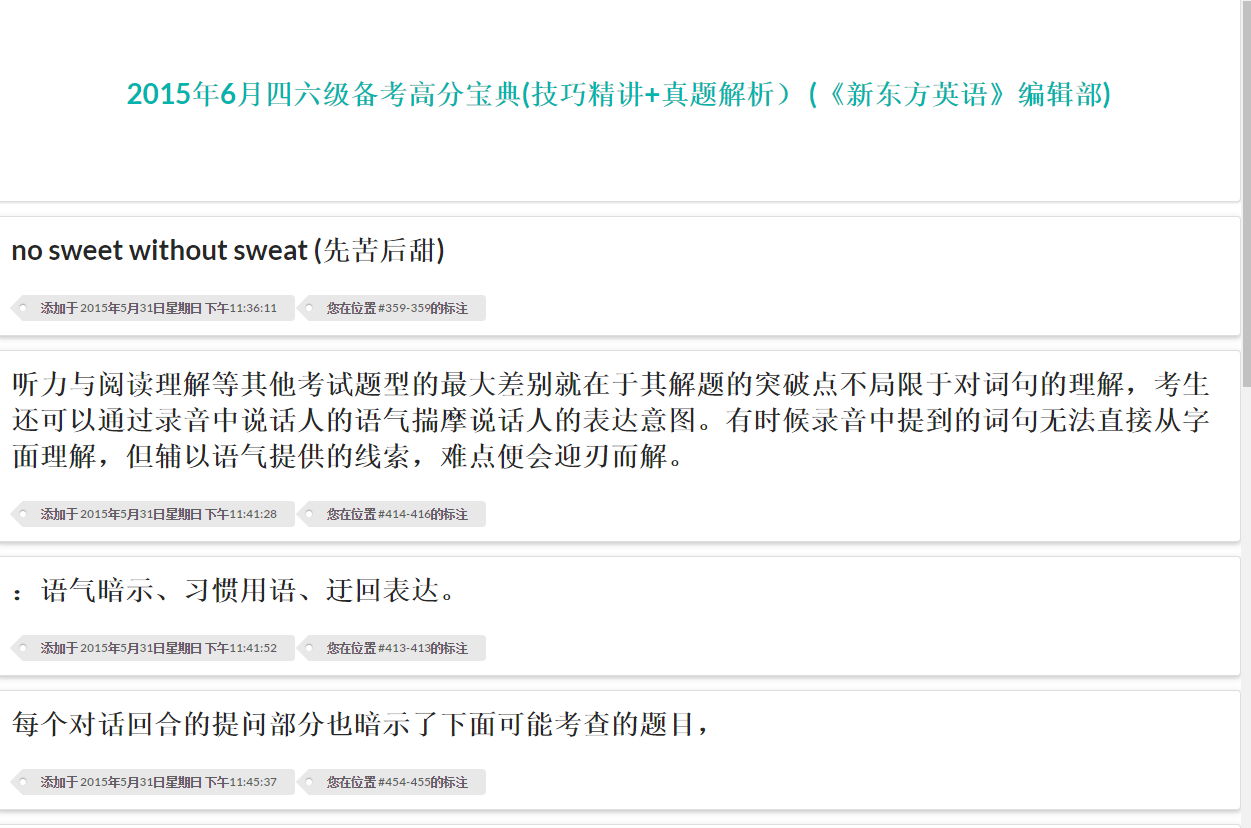 2015年6月四六级备考高分宝典(技巧精讲+真题解析） (《新东方英语》编辑部)
no sweet without sweat (先苦后甜)
添加于 2015年5月31日星期日 下午11:36:11 您在位置 #359-359的标注
听力与阅读理解等其他考试题型的最大差别就在于其解题的突破点不局限于对词句的理解，考生
还可以通过录音中说话人的语气揣摩说话人的表达意图。有时候录音中提到的词句无法直接从字
面理解，但辅以语气提供的线索，难点便会迎刃而解。
添加于 2015年5月31日星期日 下午11:41:28 您在位置 #414-416的标注
：语气暗示、习惯用语、迂回表达。
添加于 2015年5月31日星期日 下午11:41:52 您在位置 #413-413的标注
每个对话回合的提问部分也暗示了下面可能考查的题目，
添加于 2015年5月31日星期日 下午11:45:37 您在位置 #454-455的标注